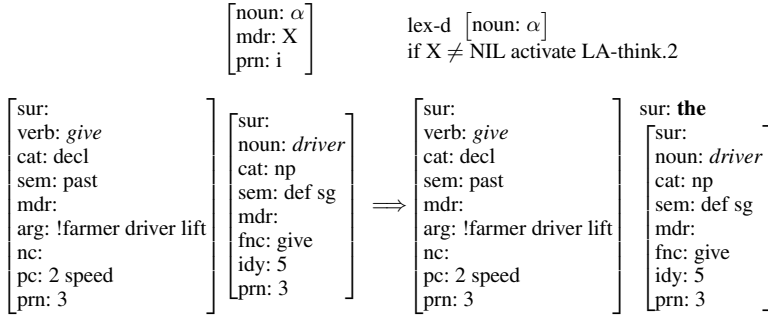 noun: α
mdr: X
prn: i
lex-d [noun: α]
if X ≠ NIL activate LA-think.2
sur:
verb: give
cat: decl
sem: past
mdr:
arg: !farmer driver lift
nc:
pc: 2 speed
prn: 3
sur:
noun: driver
cat: np
sem: def sg
mdr:
fnc: give
idy: 5
prn: 3
⟹
sur:
verb: give
cat: decl
sem: past
mdr:
arg: !farmer driver lift
nc:
pc: 2 speed
prn: 3
sur: the
sur:
noun: driver
cat: np
sem: def sg
mdr:
fnc: give
idy: 5
prn: 3